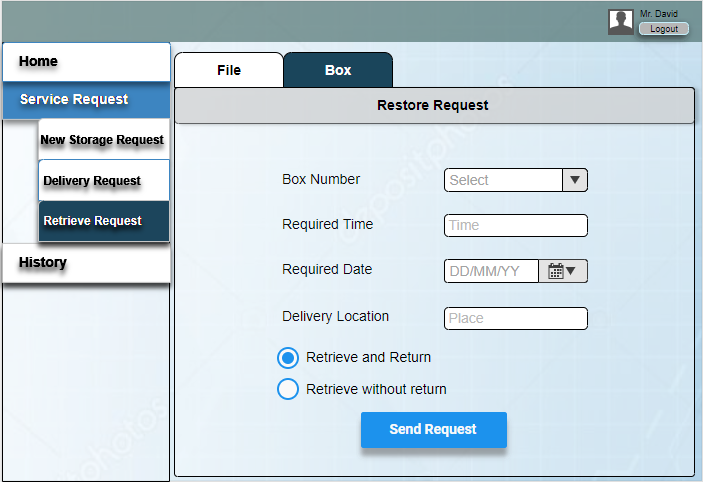 Mr. David
Logout
Home
Service Request
New Storage Request
Delivery Request
Retrieve Request
History
File
Box
Restore Request
Box Number
Select
Required Time
Time
Required Date
DD/MM/YY
Delivery Location
Place
Retrieve and Return
Retrieve without return
Send Request
depositphotos
depositphotos